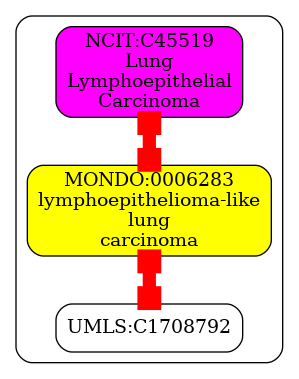 NCIT:C45519
Lung
Lymphoepithelial
Carcinoma
MONDO:0006283
lymphoepithelioma-like
lung
carcinoma
UMLS:C1708792